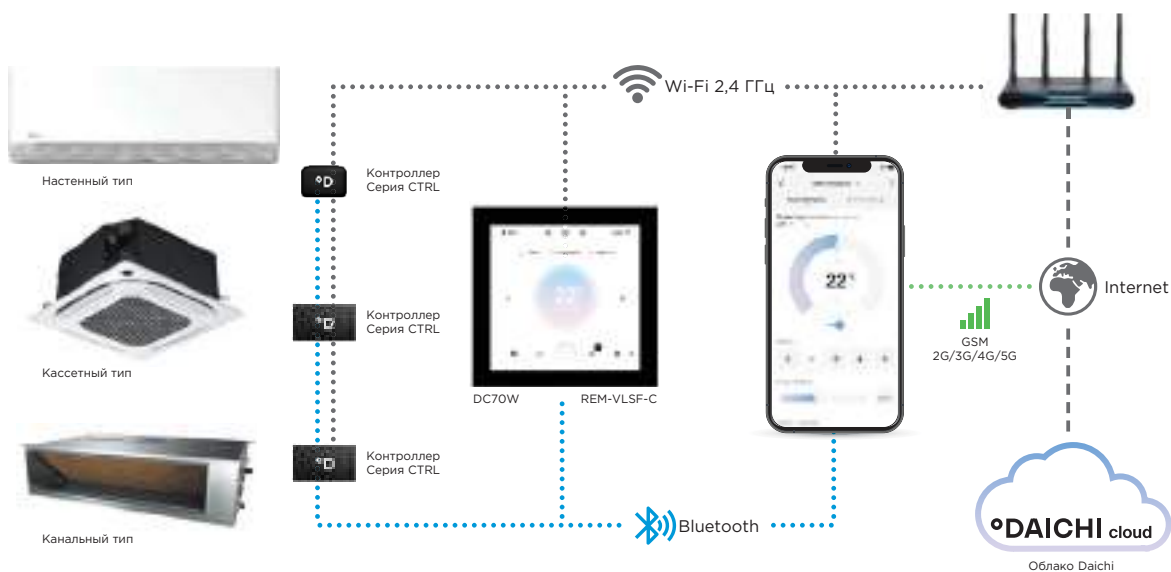 Wi-Fi 2,4 ГГц
Настенный тип
°D
Контроллер
Серия CTRL
Кассетный тип
°D
Контроллер
Серия CTRL
DC70W
REM-VLSF-C
22°
GSM
2G/3G/4G/5G
Internet
Канальный тип
°D
Контроллер
Серия CTRL
Bluetooth
°DAICHI cloud
Облако Daichi